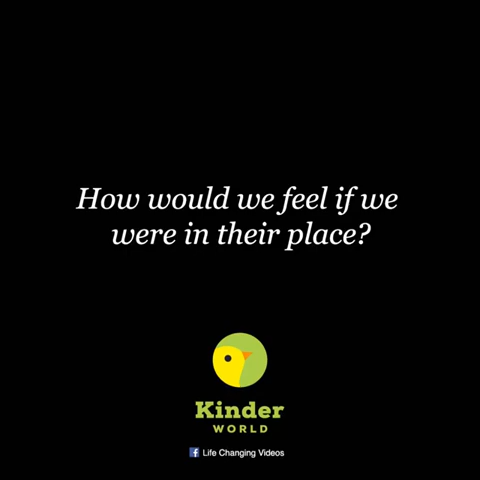 How would we feel if we
were in their place?
Kinder
WORLD
Life Changing Videos